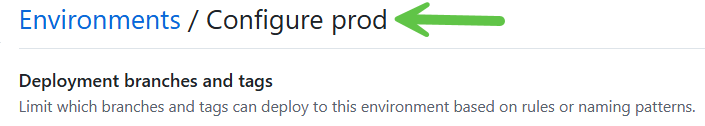 Environments / Configure prod
Deployment branches and tags
Limit which branches and tags can deploy to this environment based on rules or naming patterns.